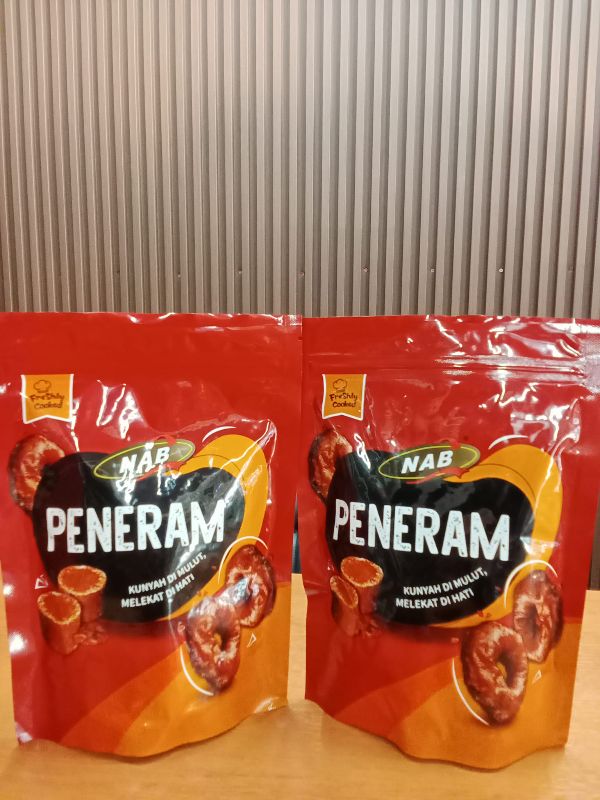 Freshly
Cooked
NAB
PENERAM
KUNYAH DI MULUT,
MELEKAT DI HATI
Freshly
Cooked
NAB
PENERAM
KUNYAH DI MULUT,
MELEKAT DI HATI